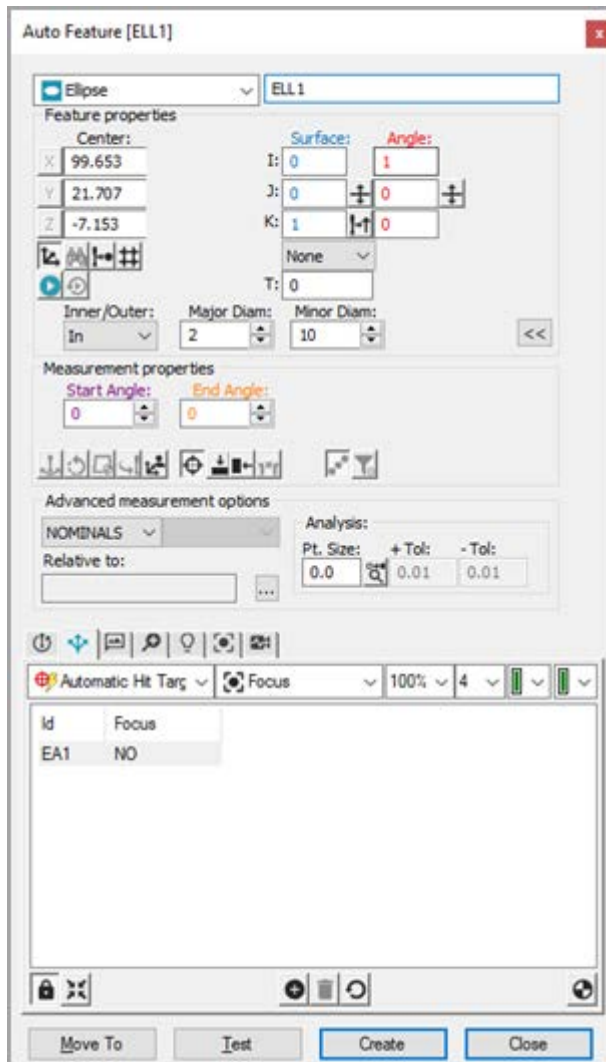 Auto Feature [ELL1]
x
Ellipse ELL1
Feature properties
Center: Surface: Angle:
X 99.653 I: 0 1
Y 21.707 J: 0 0
Z -7.153 K: 1 0
None
T: 0
Inner/Outer: Major Diam: Minor Diam:
In 2 10 <<
Measurement properties
Start Angle: End Angle:
0 0
Advanced measurement options
NOMINALS Analysis:
Pt. Size: + Tol: - Tol:
Relative to: 0.0 0.01 0.01
...
Automatic Hit Targ Focus 100% 4
Id Focus
EA1 NO
Move To Test Create Close